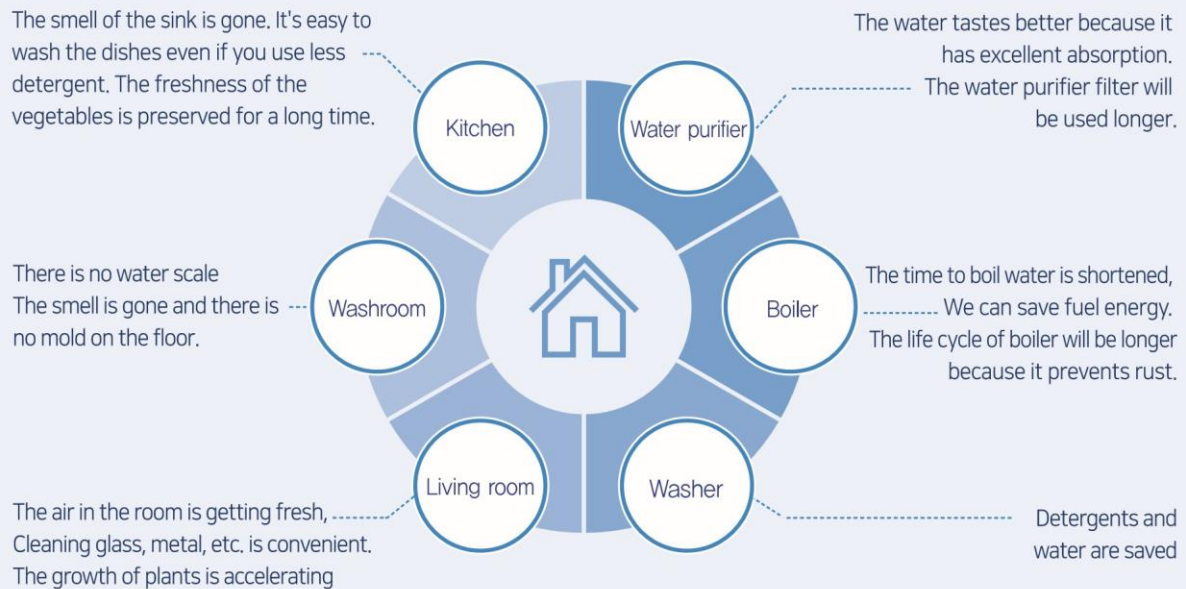 The smell of the sink is gone. It's easy to
wash the dishes even if you use less
detergent. The freshness of the
vegetables is preserved for a long time.
Kitchen
Water purifier
The water tastes better because it
has excellent absorption.
The water purifier filter will
be used longer.
There is no water scale
The smell is gone and there is
no mold on the floor.
Washroom
Boiler
The time to boil water is shortened,
We can save fuel energy.
The life cycle of boiler will be longer
because it prevents rust.
The air in the room is getting fresh,
Cleaning glass, metal, etc. is convenient.
The growth of plants is accelerating
Living room
Washer
Detergents and
water are saved